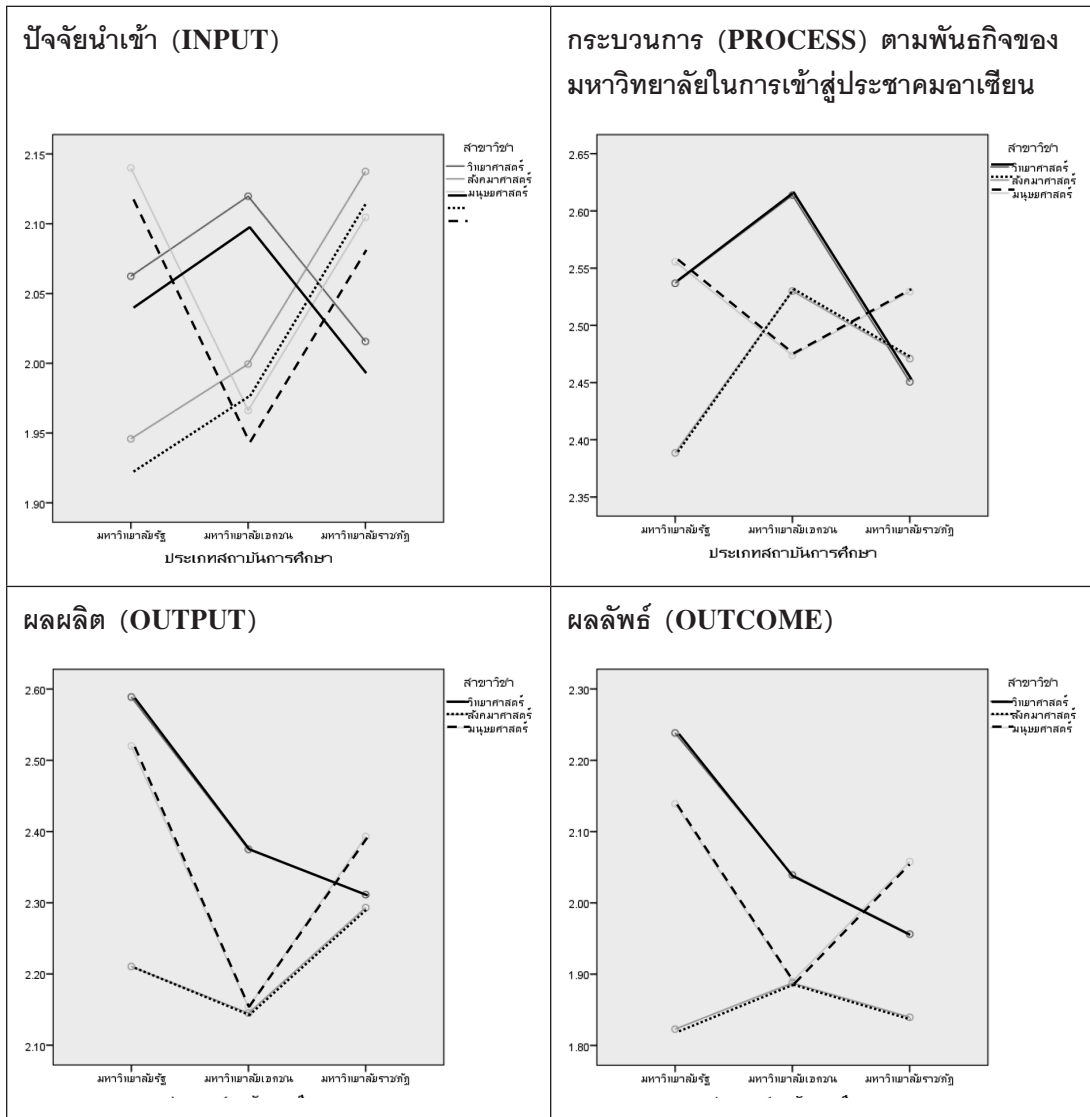 ปัจจัยนำเข้า (INPUT)
2.15
2.10
2.05
2.00
1.95
1.90
มหาวิทยาลัยรัฐ
มหาวิทยาลัยเอกชน
มหาวิทยาลัยราชภัฏ
ประเภทสถาบันการศึกษา
สาขาวิชา
วิทยาศาสตร์
สังคมาศาสตร์
มนุษยศาสตร์
กระบวนการ (PROCESS) ตามพันธกิจของ
มหาวิทยาลัยในการเข้าสู่ประชาคมอาเซียน
2.65
2.60
2.55
2.50
2.45
2.40
2.35
มหาวิทยาลัยรัฐ
มหาวิทยาลัยเอกชน
มหาวิทยาลัยราชภัฏ
ประเภทสถาบันการศึกษา
สาขาวิชา
วิทยาศาสตร์
สังคมาศาสตร์
มนุษยศาสตร์
ผลผลิต (OUTPUT)
2.60
2.50
2.40
2.30
2.20
2.10
มหาวิทยาลัยรัฐ
มหาวิทยาลัยเอกชน
มหาวิทยาลัยราชภัฏ
สาขาวิชา
วิทยาศาสตร์
สังคมาศาสตร์
มนุษยศาสตร์
ผลลัพธ์ (OUTCOME)
2.30
2.20
2.10
2.00
1.90
1.80
มหาวิทยาลัยรัฐ
มหาวิทยาลัยเอกชน
มหาวิทยาลัยราชภัฏ
สาขาวิชา
วิทยาศาสตร์
สังคมาศาสตร์
มนุษยศาสตร์